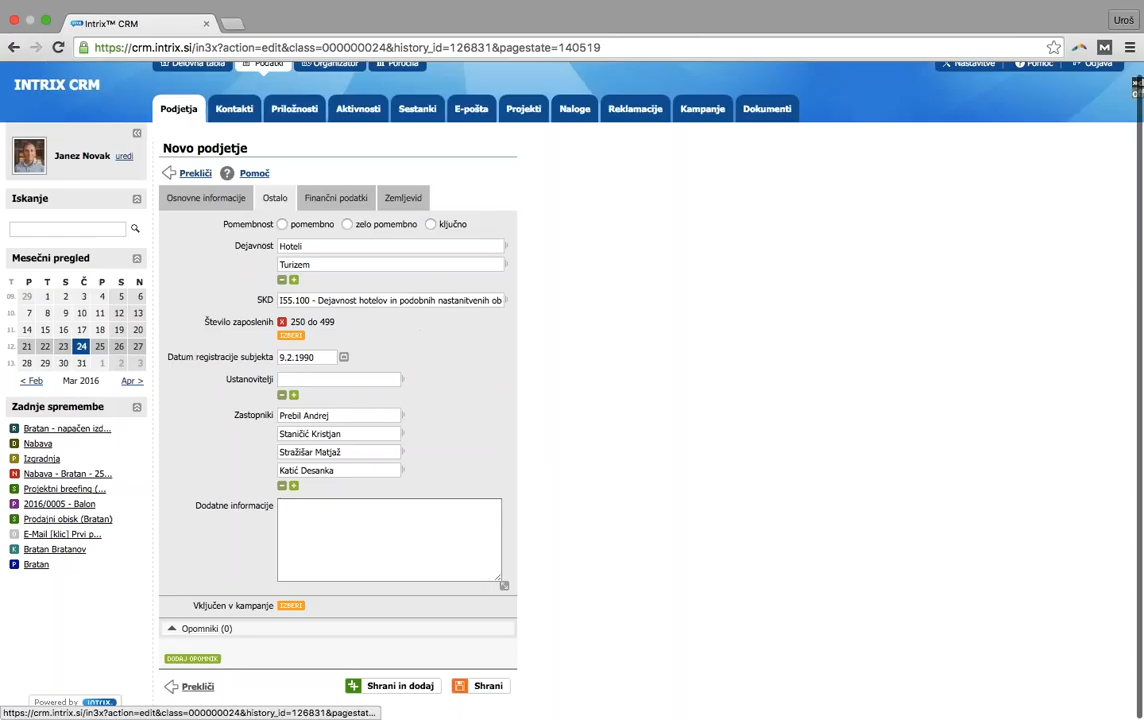 Intrix™ CRM
Uroš
https://crm.intrix.si/in3x?action=edit&class=000000024&history_id=126831&pagestate=140519
Delovna tabla
Podatki
Organizator
Poročila
Nastavitve
Pomoč
Odjava
INTRIX CRM
Podjetja
Kontakti
Priložnosti
Aktivnosti
Sestanki
E-pošta
Projekti
Naloge
Reklamacije
Kampanje
Dokumenti
Janez Novak uredi
Iskanje
Mesečni pregled
T P T S Č P S N
09. 29 1 2 3 4 5 6
10. 7 8 9 10 11 12 13
11. 14 15 16 17 18 19 20
12. 21 22 23 24 25 26 27
13. 28 29 30 31 1 2 3
< Feb Mar 2016 Apr >
Zadnje spremembe
R Bratan - napačen izd...
N Nabava
P Izgradnja
N Nabava - Bratan - 25...
S Projektni breefing (...
P 2016/0005 - Balon
S Prodajni obisk (Bratan)
E-Mail [klic] Prvi p...
K Bratan Bratanov
P Bratan
Powered by INTRIX
Novo podjetje
Prekliči ? Pomoč
Osnovne informacije
Ostalo
Finančni podatki
Zemljevid
Pomembnost pomembno zelo pomembno ključno
Dejavnost Hoteli
Turizem
SKD I55.100 - Dejavnost hotelov in podobnih nastanitvenih ob
Število zaposlenih X 250 do 499
IZBERI
Datum registracije subjekta 9.2.1990
Ustanovitelji
Zastopniki Prebil Andrej
Staničić Kristjan
Stražišar Matjaž
Katić Desanka
Dodatne informacije
Vključen v kampanje IZBERI
Opomniki (0)
DODAJ OPOMNIK
Prekliči
Shrani in dodaj
Shrani
https://crm.intrix.si/in3x?action=edit&class=000000024&history_id=126831&pagestat...